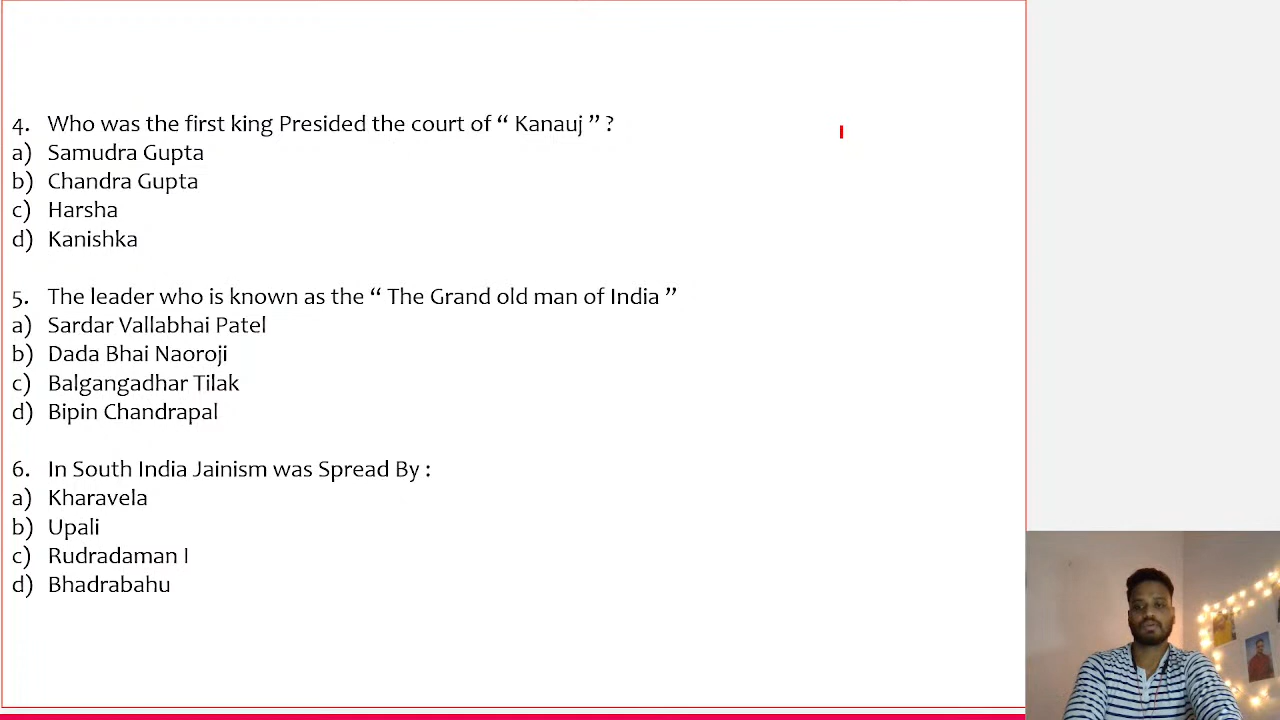 4. Who was the first king Presided the court of “ Kanauj ” ?
a) Samudra Gupta
b) Chandra Gupta
c) Harsha
d) Kanishka
5. The leader who is known as the “ The Grand old man of India ”
a) Sardar Vallabhai Patel
b) Dada Bhai Naoroji
c) Balgangadhar Tilak
d) Bipin Chandrapal
6. In South India Jainism was Spread By :
a) Kharavela
b) Upali
c) Rudradaman I
d) Bhadrabahu